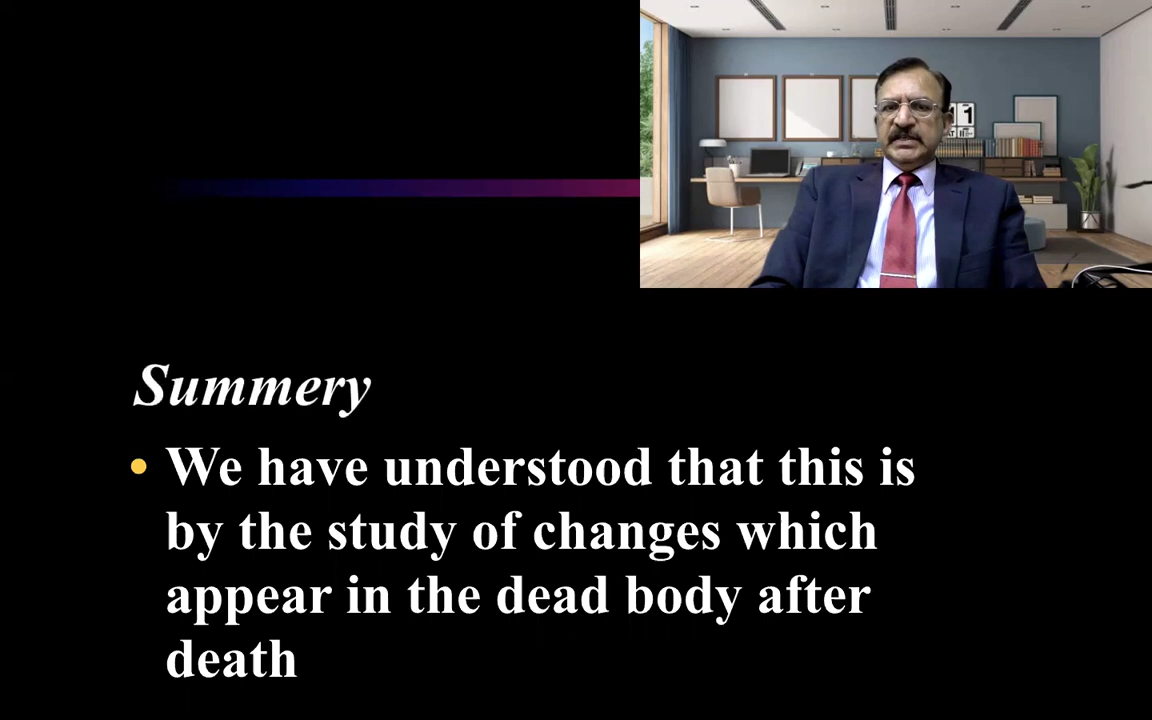 11
Summery
• We have understood that this is
by the study of changes which
appear in the dead body after
death